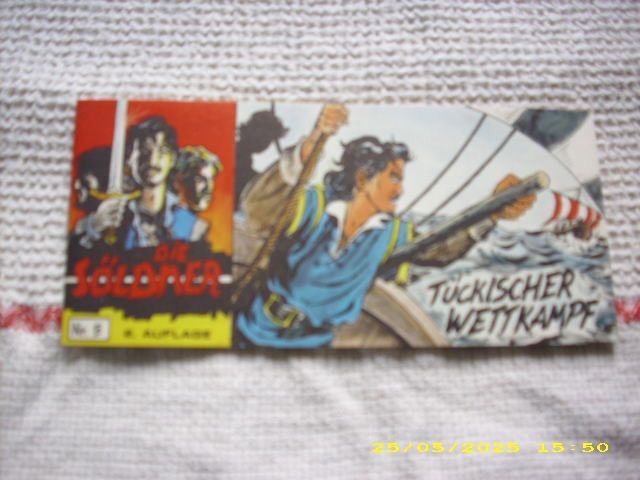 DIE
SÖLDNER
Nr. 5
2. AUFLAGE
TÜCKISCHER
WETTKAMPF
25/05/2025 15:50